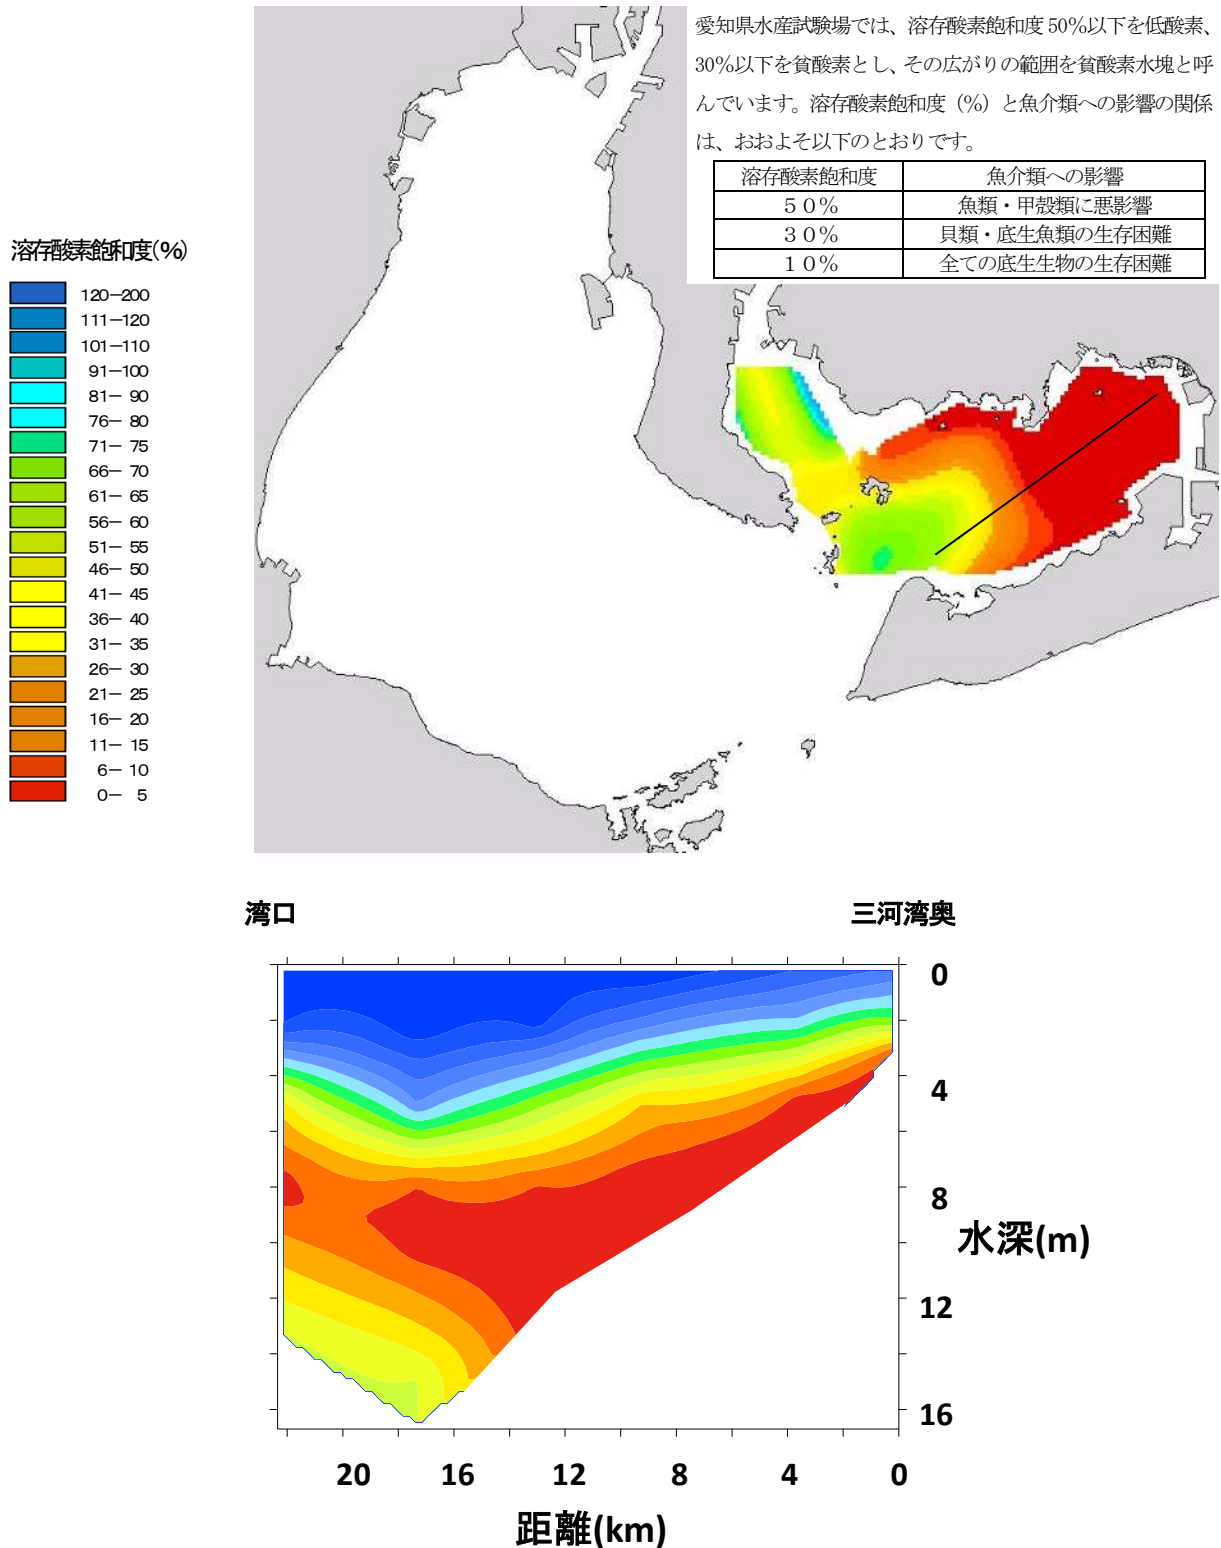 愛知県水産試験場では、溶存酸素飽和度 50%以下を低酸素、
30%以下を貧酸素とし、その広がりの範囲を貧酸素水塊と呼
んでいます。溶存酸素飽和度（%）と魚介類への影響の関係
は、おおよそ以下のとおりです。
溶存酸素飽和度 魚介類への影響
５０% 魚類・甲殻類に悪影響
３０% 貝類・底生魚類の生存困難
１０% 全ての底生生物の生存困難
溶存酸素飽和度(%)
120―200
111―120
101―110
91―100
81― 90
76― 80
71― 75
66― 70
61― 65
56― 60
51― 55
46― 50
41― 45
36― 40
31― 35
26― 30
21― 25
16― 20
11― 15
6― 10
0― 5
湾口 三河湾奥
0
4
8
水深(m)
12
16
20 16 12 8 4 0
距離(km)